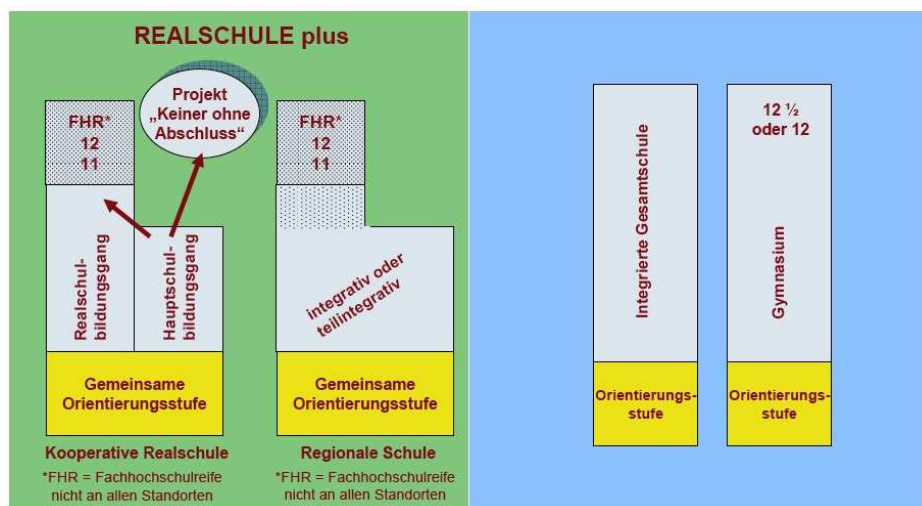 REALSCHULE plus
Projekt
„Keiner ohne
Abschluss“
FHR*
12
11
Realschul-
bildungsgang
Hauptschul-
bildungsgang
Gemeinsame
Orientierungsstufe
Kooperative Realschule
*FHR = Fachhochschulreife
nicht an allen Standorten
FHR*
12
11
integrativ oder
teilintegrativ
Gemeinsame
Orientierungsstufe
Regionale Schule
*FHR = Fachhochschulreife
nicht an allen Standorten
Integrierte Gesamtschule
Orientierungs-
stufe
12 ½
oder 12
Gymnasium
Orientierungs-
stufe